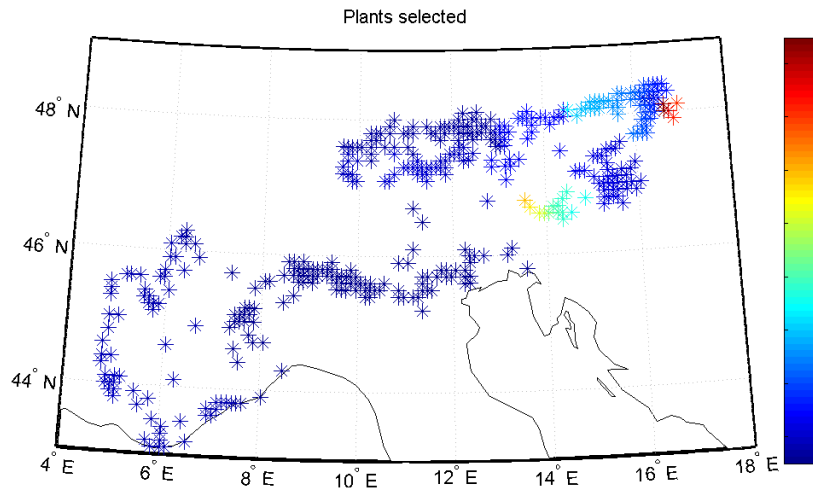 Plants selected
48° N
46° N
44° N
4° E
6° E
8° E
10° E
12° E
14° E
16° E
18° E